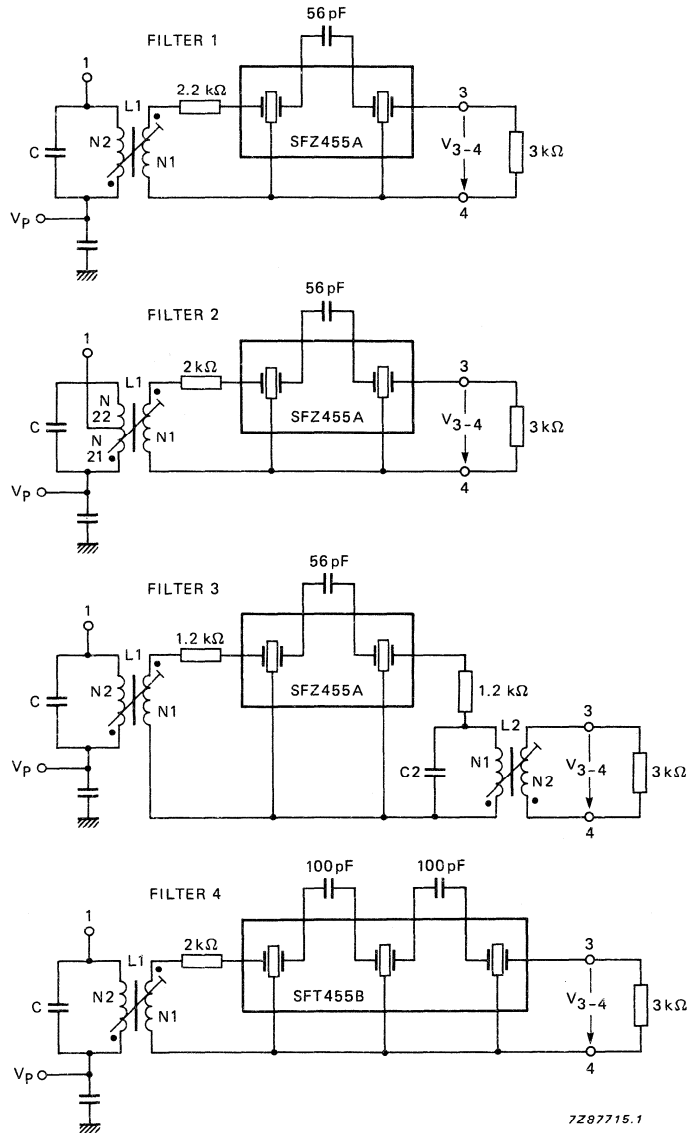 FILTER 1
56 pF
1
L1
2.2 kΩ
C
N2
N1
SFZ455A
3
V3-4
3 kΩ
4
VP
FILTER 2
56 pF
1
L1
2 kΩ
C
N
22
N
21
N1
SFZ455A
3
V3-4
3 kΩ
4
VP
FILTER 3
56 pF
1
L1
1.2 kΩ
C
N2
N1
SFZ455A
1.2 kΩ
L2
C2
N1
N2
3
V3-4
3 kΩ
4
VP
FILTER 4
100 pF
100 pF
1
L1
2 kΩ
C
N2
N1
SFT455B
3
V3-4
3 kΩ
4
VP
7Z87715.1